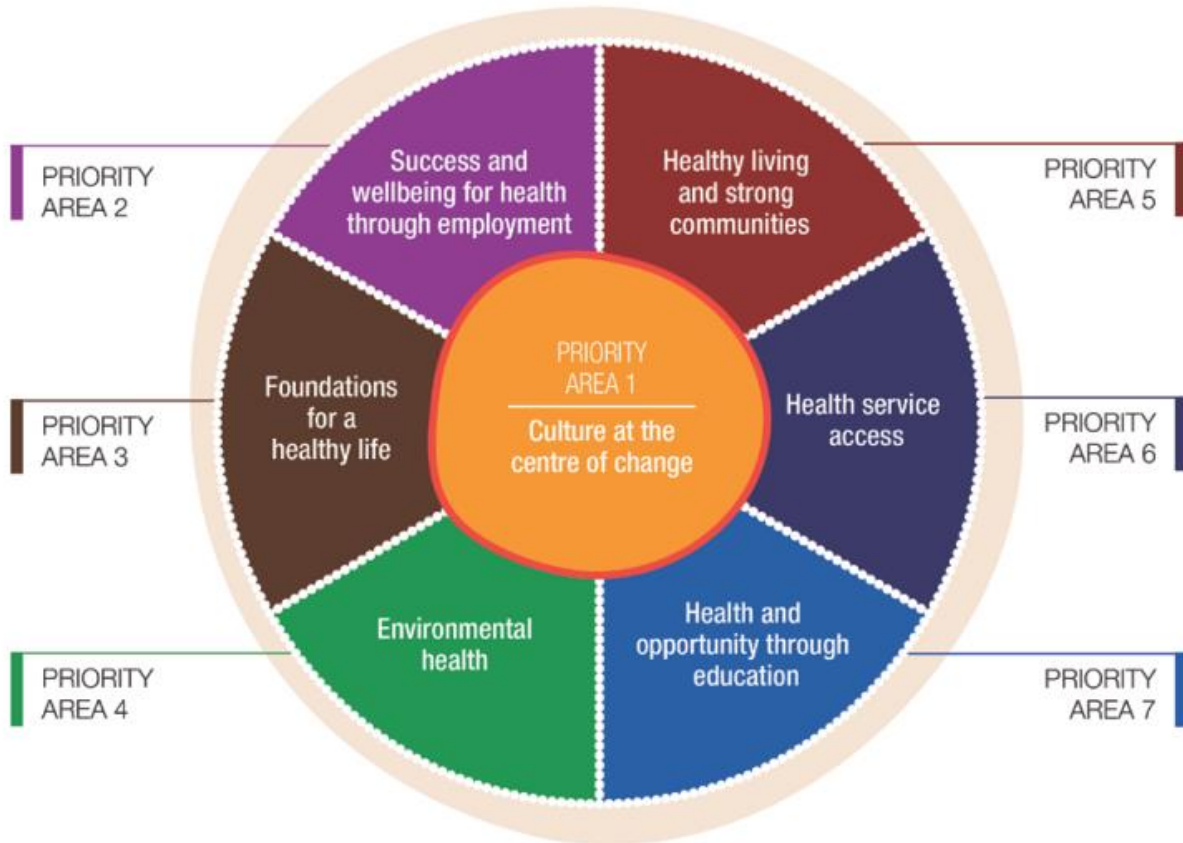 PRIORITY
AREA 2
Success and
wellbeing for health
through employment
Healthy living
and strong
communities
PRIORITY
AREA 5
PRIORITY
AREA 3
Foundations
for a
healthy life
PRIORITY
AREA 1
Culture at the
centre of change
Health service
access
PRIORITY
AREA 6
PRIORITY
AREA 4
Environmental
health
Health and
opportunity through
education
PRIORITY
AREA 7